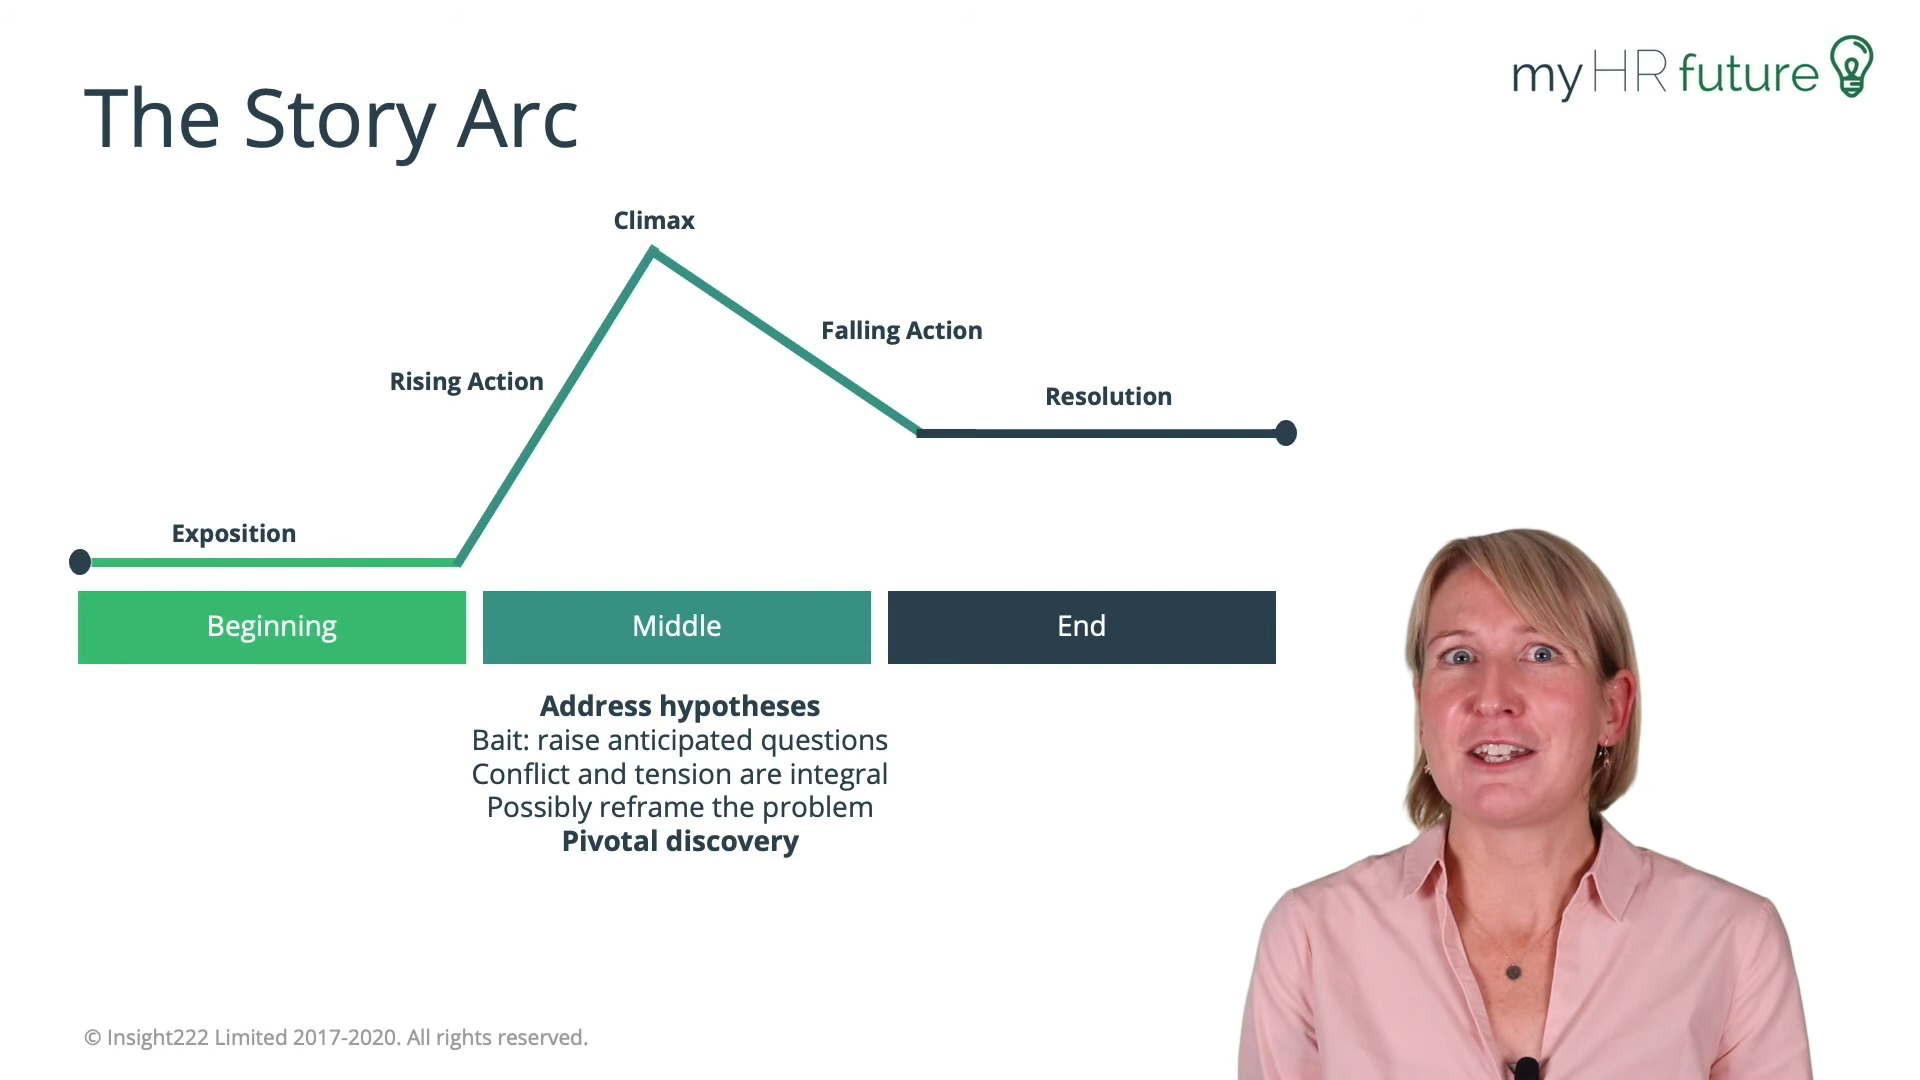 my HR future
The Story Arc
Climax
Falling Action
Rising Action
Resolution
Exposition
Beginning
Middle
End
Address hypotheses
Bait: raise anticipated questions
Conflict and tension are integral
Possibly reframe the problem
Pivotal discovery
© Insight222 Limited 2017-2020. All rights reserved.